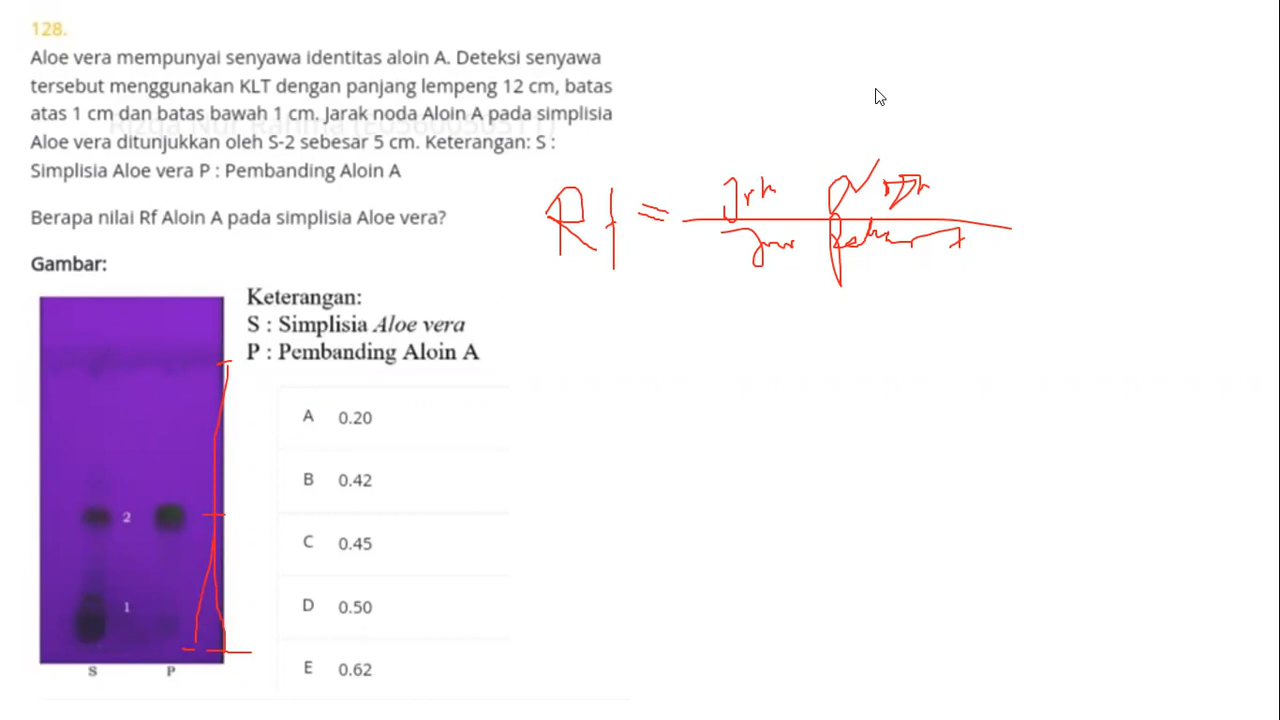 128.
Aloe vera mempunyai senyawa identitas aloin A. Deteksi senyawa
tersebut menggunakan KLT dengan panjang lempeng 12 cm, batas
atas 1 cm dan batas bawah 1 cm. Jarak noda Aloin A pada simplisia
Aloe vera ditunjukkan oleh S-2 sebesar 5 cm. Keterangan: S :
Simplisia Aloe vera P : Pembanding Aloin A
Berapa nilai Rf Aloin A pada simplisia Aloe vera?
Rf =
Gambar:
Keterangan:
S : Simplisia Aloe vera
P : Pembanding Aloin A
A 0.20
B 0.42
C 0.45
D 0.50
E 0.62
2
1
S P